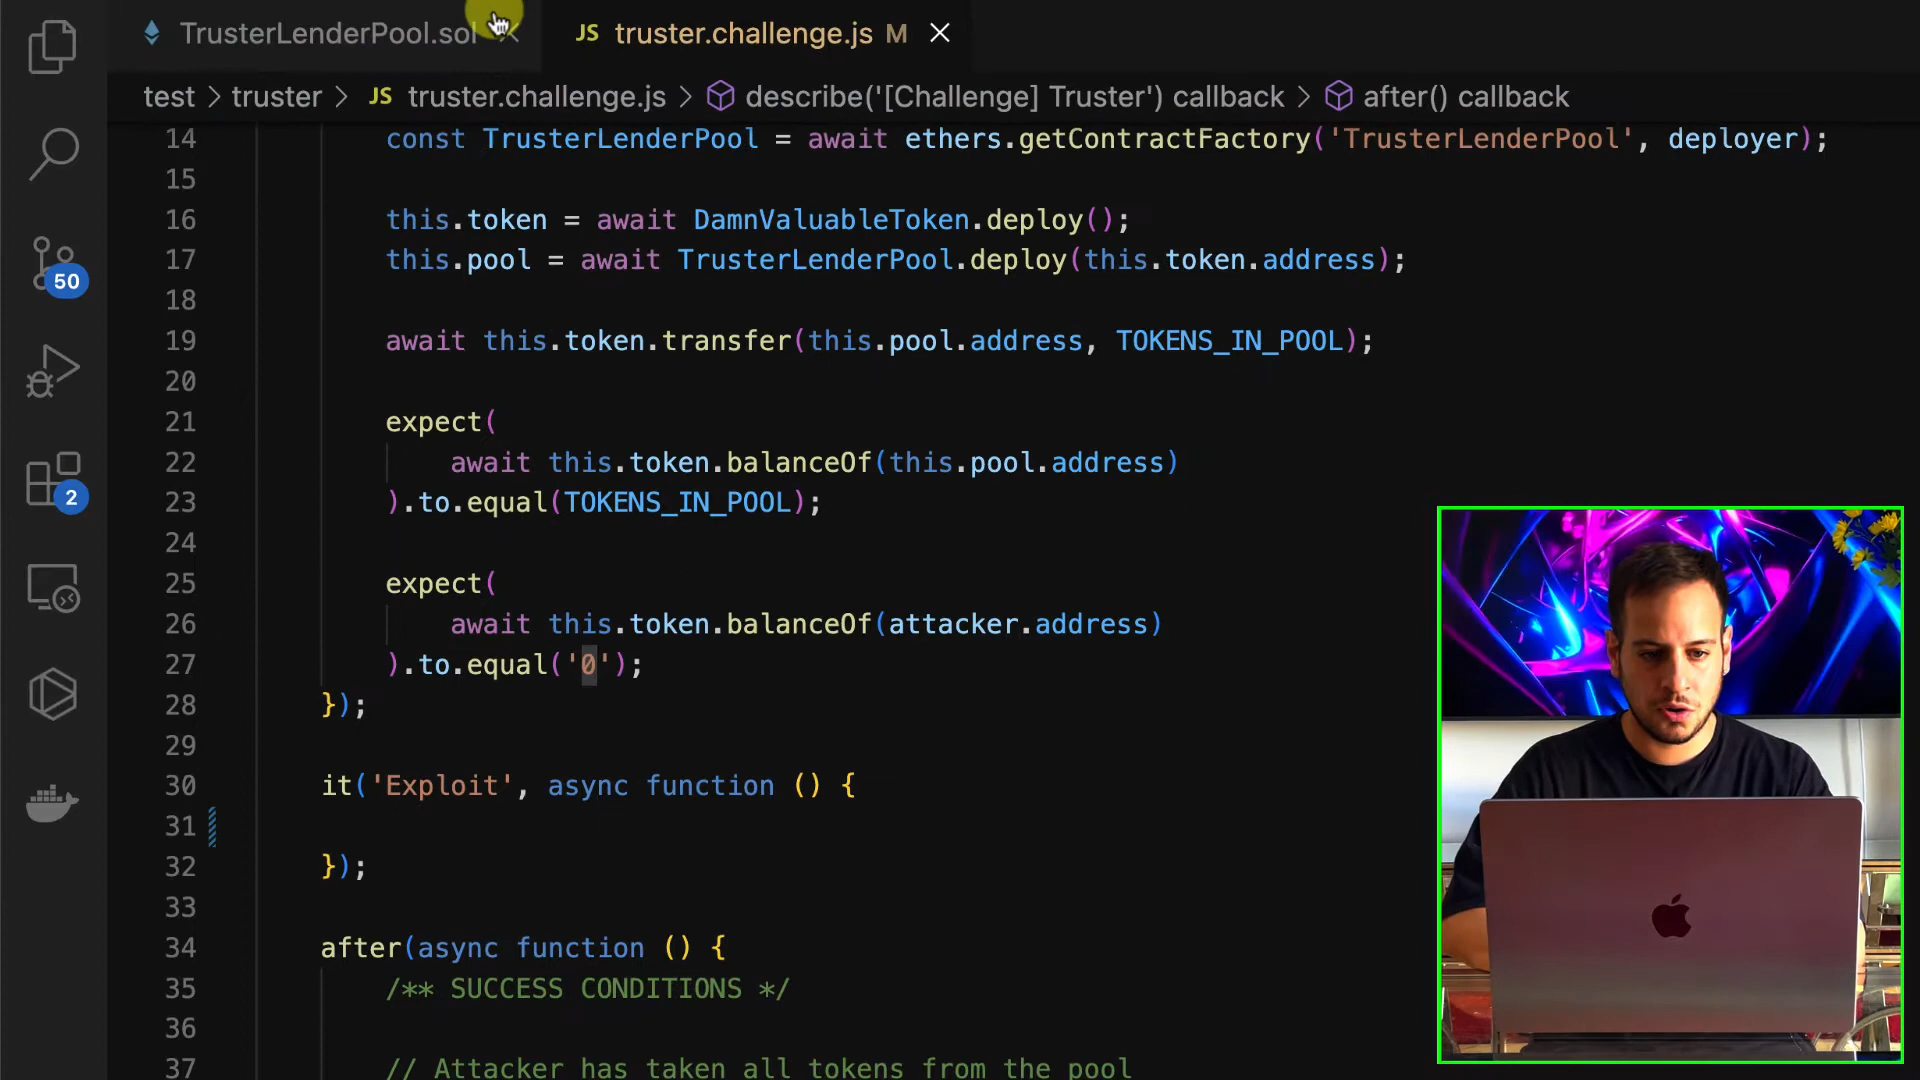 TrusterLenderPool.sol
JS truster.challenge.js M
test > truster > JS truster.challenge.js > describe('[Challenge] Truster') callback > after() callback
14 const TrusterLenderPool = await ethers.getContractFactory('TrusterLenderPool', deployer);
15
16 this.token = await DamnValuableToken.deploy();
17 this.pool = await TrusterLenderPool.deploy(this.token.address);
18
19 await this.token.transfer(this.pool.address, TOKENS_IN_POOL);
20
21 expect(
22 await this.token.balanceOf(this.pool.address)
23 ).to.equal(TOKENS_IN_POOL);
24
25 expect(
26 await this.token.balanceOf(attacker.address)
27 ).to.equal('0');
28 });
29
30 it('Exploit', async function () {
31
32 });
33
34 after(async function () {
35 /** SUCCESS CONDITIONS */
36
37 // Attacker has taken all tokens from the pool
50
2